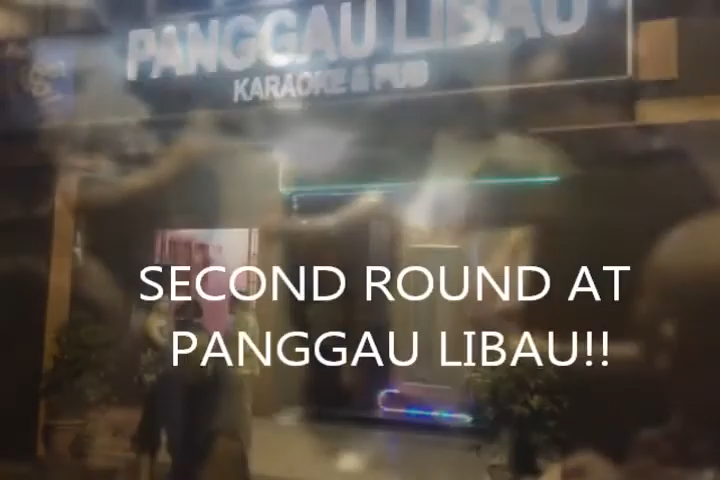 PANGGAU LIBAU
KARAOKE & PUB
SECOND ROUND AT
PANGGAU LIBAU!!